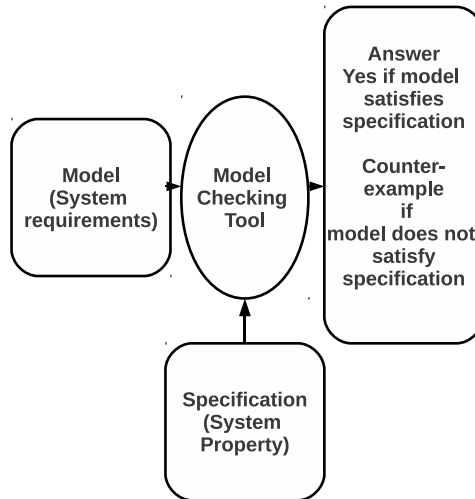 Model
(System
requirements)
Model
Checking
Tool
Answer
Yes if model
satisfies
specification
Counter-
example
if
model does not
satisfy
specification
Specification
(System
Property)